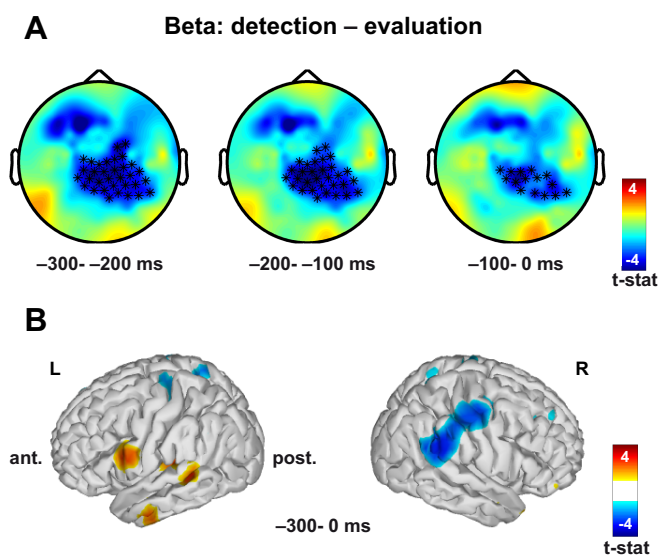 A
Beta: detection – evaluation
–300- –200 ms
–200- –100 ms
–100- 0 ms
4
-4
t-stat
B
L
R
ant.
post.
–300- 0 ms
4
-4
t-stat